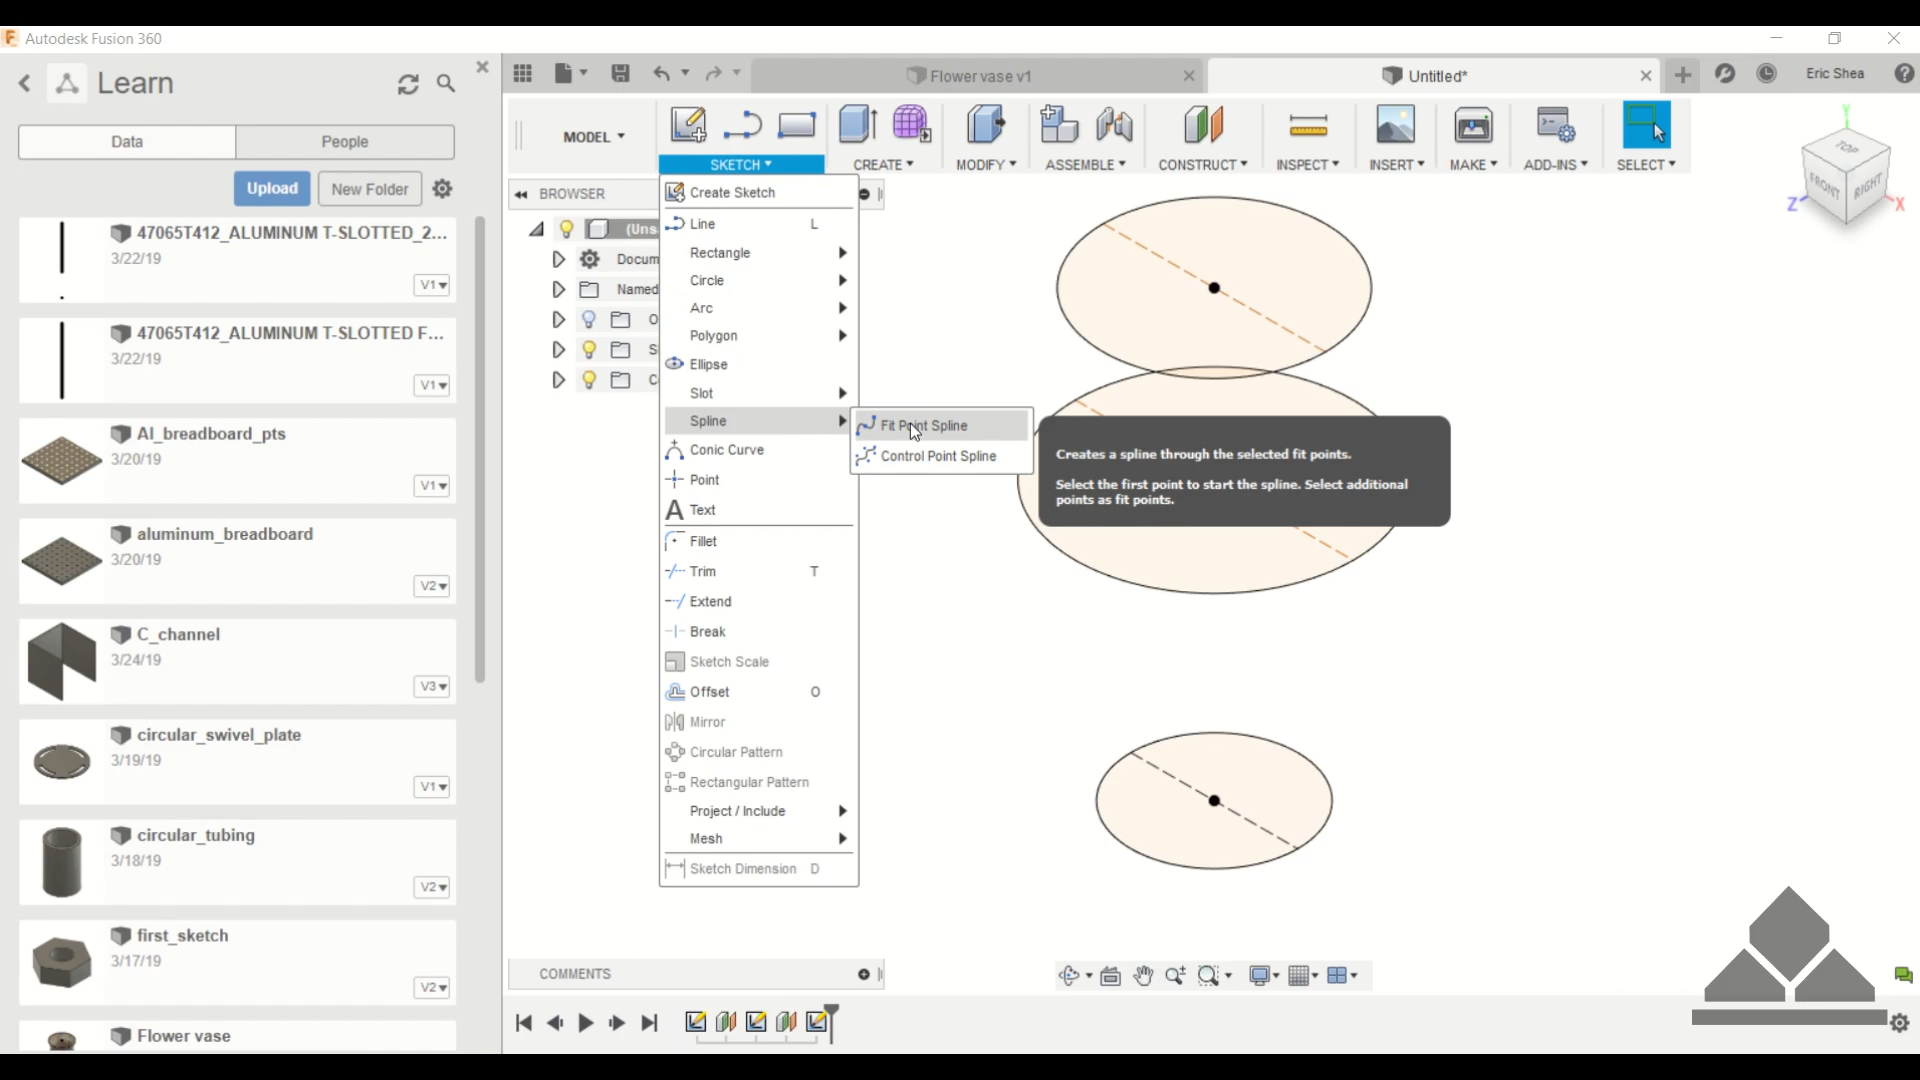 Autodesk Fusion 360
Learn
Data
People
Upload
New Folder
47065T412_ALUMINUM T-SLOTTED_2...
3/22/19
V1
47065T412_ALUMINUM T-SLOTTED F...
3/22/19
V1
Al_breadboard_pts
3/20/19
V1
aluminum_breadboard
3/20/19
V2
C_channel
3/24/19
V3
circular_swivel_plate
3/19/19
V1
circular_tubing
3/18/19
V2
first_sketch
3/17/19
V2
Flower vase
Flower vase v1
Untitled*
Eric Shea
MODEL
SKETCH
CREATE
MODIFY
ASSEMBLE
CONSTRUCT
INSPECT
INSERT
MAKE
ADD-INS
SELECT
BROWSER
(Uns
Docum
Named
O
S
C
Create Sketch
Line L
Rectangle
Circle
Arc
Polygon
Ellipse
Slot
Spline
Conic Curve
Point
Text
Fillet
Trim T
Extend
Break
Sketch Scale
Offset O
Mirror
Circular Pattern
Rectangular Pattern
Project / Include
Mesh
Sketch Dimension D
Fit Point Spline
Control Point Spline
Creates a spline through the selected fit points.
Select the first point to start the spline. Select additional
points as fit points.
Y
TOP
FRONT
RIGHT
Z
X
COMMENTS